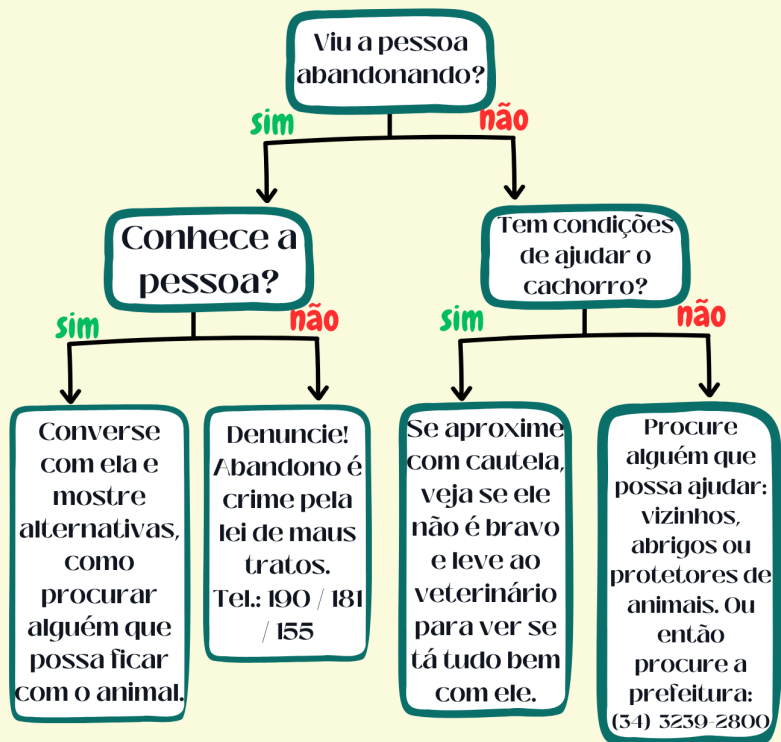 Viu a pessoa
abandonando?
sim
não
Conhece a
pessoa?
Tem condições
de ajudar o
cachorro?
sim
não
sim
não
Converse
com ela e
mostre
alternativas,
como
procurar
alguém que
possa ficar
com o animal.
Denuncie!
Abandono é
crime pela
lei de maus
tratos.
Tel.: 190 / 181
/ 155
Se aproxime
com cautela,
veja se ele
não é bravo
e leve ao
veterinário
para ver se
tá tudo bem
com ele.
Procure
alguém que
possa ajudar:
vizinhos,
abrigos ou
protetores de
animais. Ou
então
procure a
prefeitura:
(34) 3239-2800